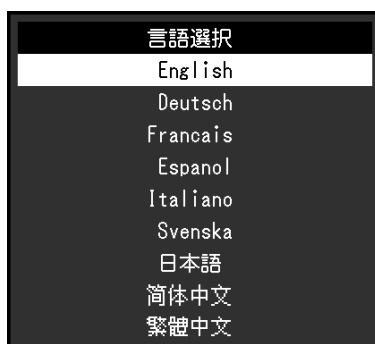 言語選択
English
Deutsch
Francais
Espanol
Italiano
Svenska
日本語
简体中文
繁體中文